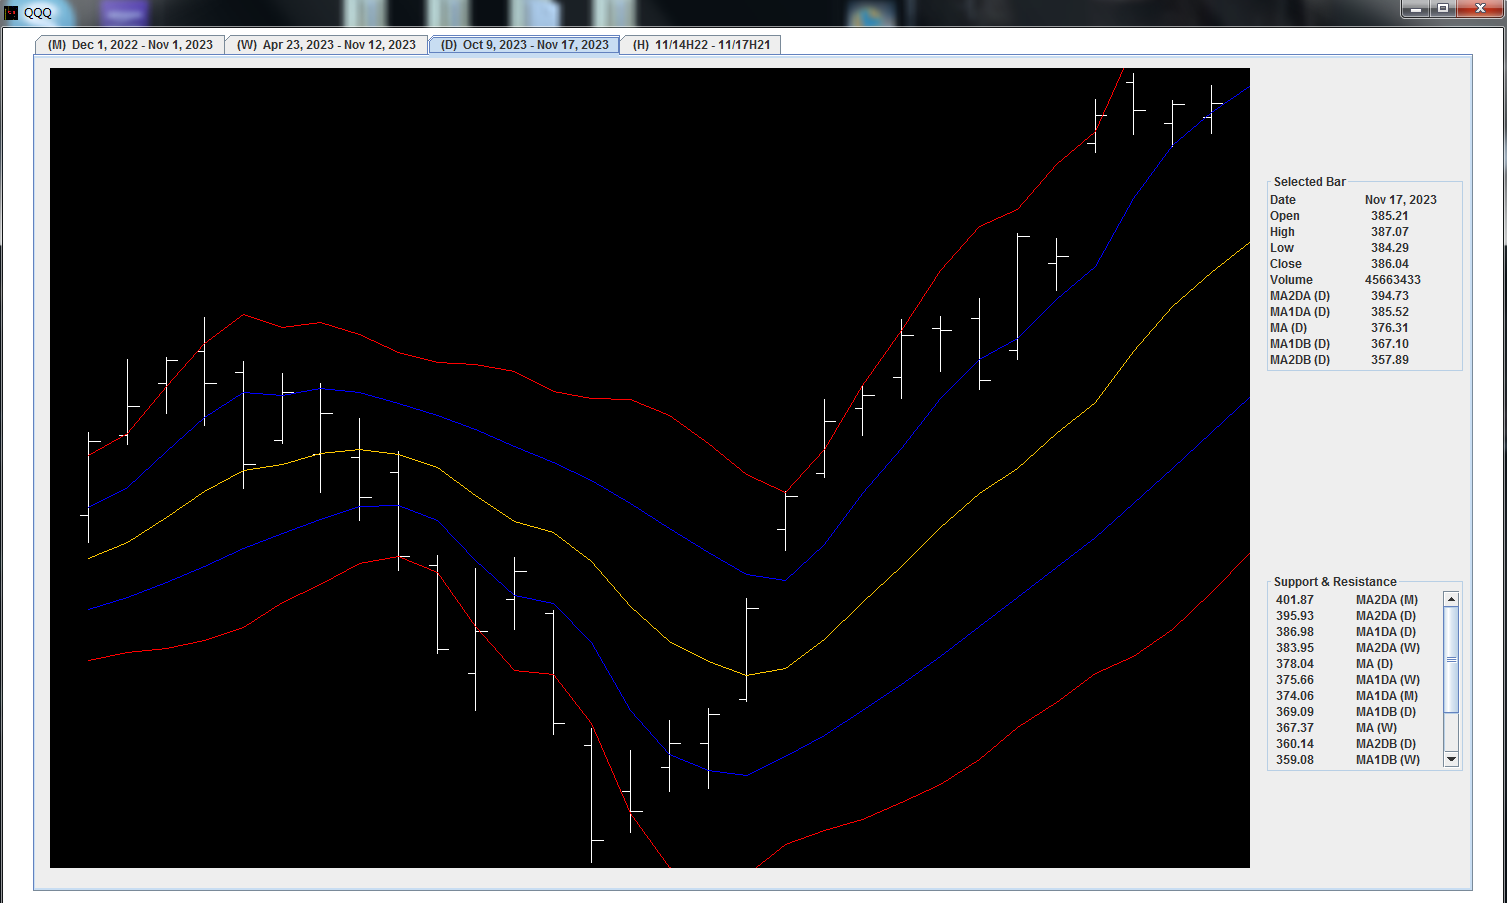 QQQ
(M) Dec 1, 2022 - Nov 1, 2023 (W) Apr 23, 2023 - Nov 12, 2023 (D) Oct 9, 2023 - Nov 17, 2023 (H) 11/14H22 - 11/17H21
Selected Bar
Date Nov 17, 2023
Open 385.21
High 387.07
Low 384.29
Close 386.04
Volume 45663433
MA2DA (D) 394.73
MA1DA (D) 385.52
MA (D) 376.31
MA1DB (D) 367.10
MA2DB (D) 357.89
Support & Resistance
401.87 MA2DA (M)
395.93 MA2DA (D)
386.98 MA1DA (D)
383.95 MA2DA (W)
378.04 MA (D)
375.66 MA1DA (W)
374.06 MA1DA (M)
369.09 MA1DB (D)
367.37 MA (W)
360.14 MA2DB (D)
359.08 MA1DB (W)